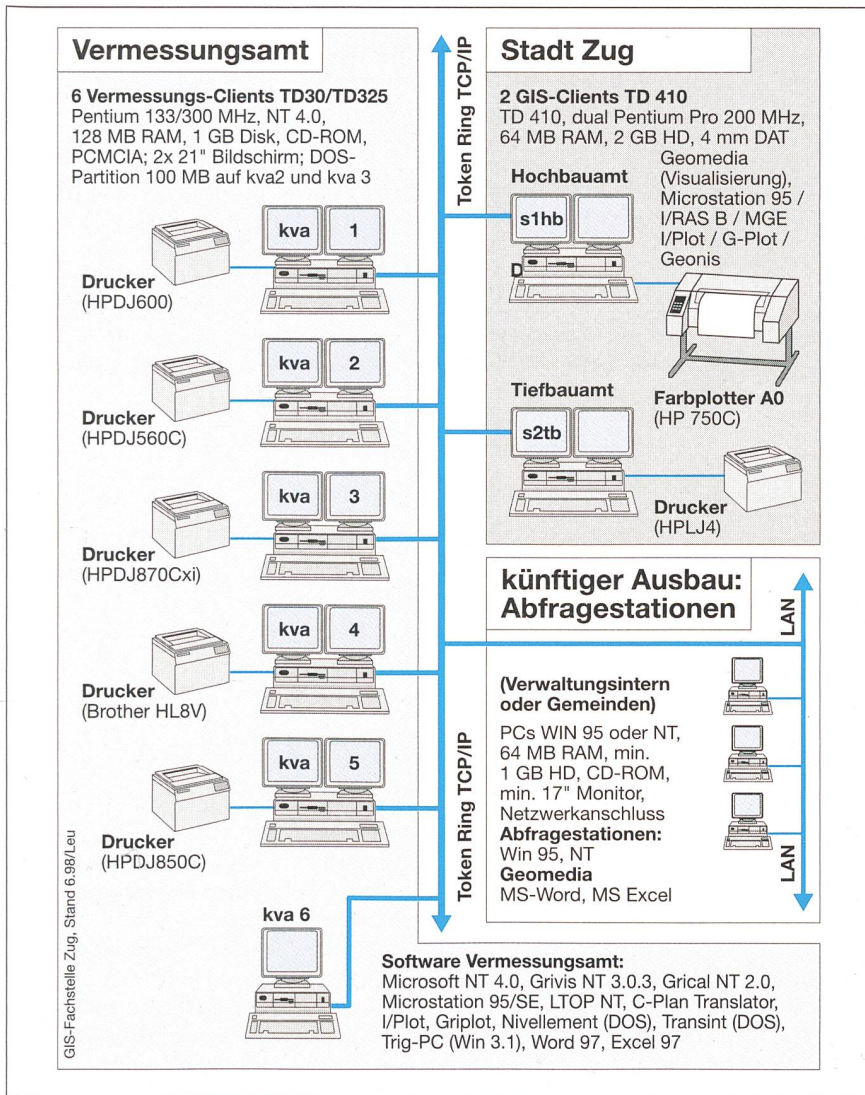 Vermessungsamt
6 Vermessungs-Clients TD30/TD325
Pentium 133/300 MHz, NT 4.0,
128 MB RAM, 1 GB Disk, CD-ROM,
PCMCIA; 2x 21" Bildschirm; DOS-
Partition 100 MB auf kva2 und kva 3
kva 1
Drucker
(HPDJ600)
kva 2
Drucker
(HPDJ560C)
kva 3
Drucker
(HPDJ870Cxi)
kva 4
Drucker
(Brother HL8V)
kva 5
Drucker
(HPDJ850C)
kva 6
GIS-Fachstelle Zug, Stand 6.98/Leu
Token Ring TCP/IP
Token Ring TCP/IP
Stadt Zug
2 GIS-Clients TD 410
TD 410, dual Pentium Pro 200 MHz,
64 MB RAM, 2 GB HD, 4 mm DAT
Geomedia
(Visualisierung),
Microstation 95 /
I/RAS B / MGE
I/Plot / G-Plot /
Geonis
Hochbauamt
s1hb
D
Farbplotter A0
(HP 750C)
Tiefbauamt
s2tb
Drucker
(HPLJ4)
künftiger Ausbau:
Abfragestationen
LAN
(Verwaltungsintern
oder Gemeinden)
PCs WIN 95 oder NT,
64 MB RAM, min.
1 GB HD, CD-ROM,
min. 17" Monitor,
Netzwerkanschluss
Abfragestationen:
Win 95, NT
Geomedia
MS-Word, MS Excel
LAN
Software Vermessungsamt:
Microsoft NT 4.0, Grivis NT 3.0.3, Grical NT 2.0,
Microstation 95/SE, LTOP NT, C-Plan Translator,
I/Plot, Griplot, Nivellement (DOS), Transint (DOS),
Trig-PC (Win 3.1), Word 97, Excel 97